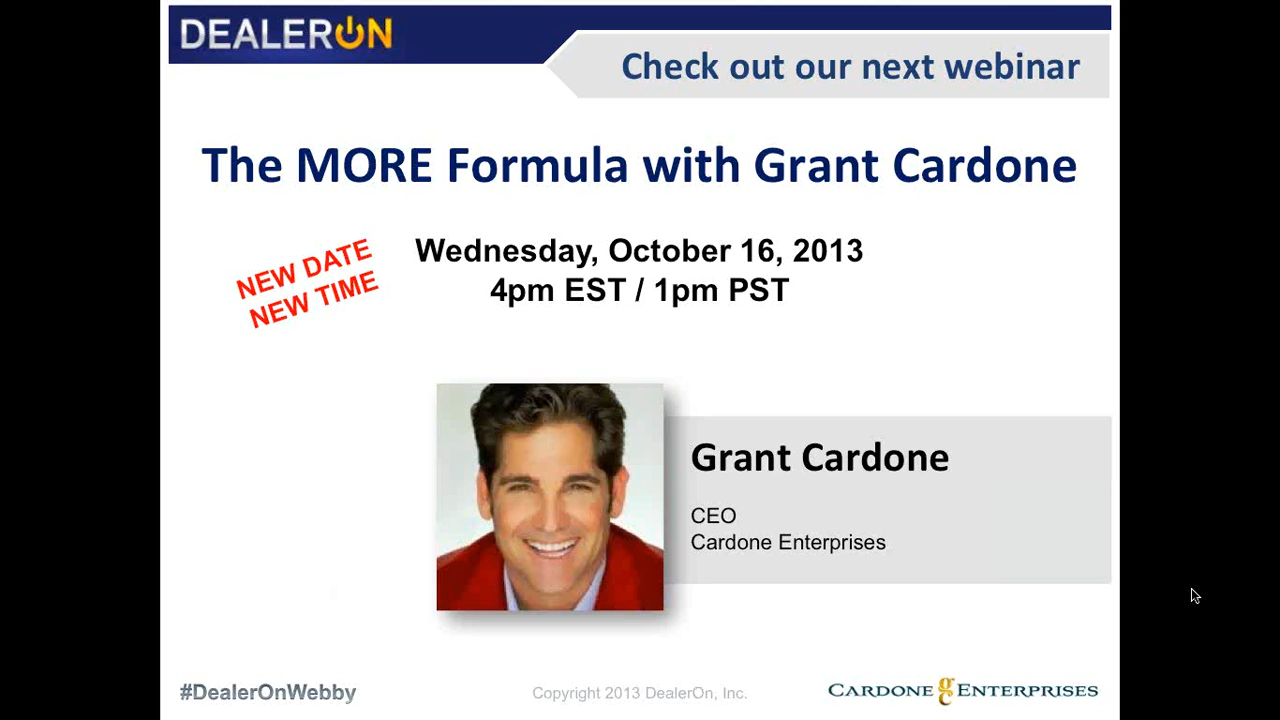 DEALERON
Check out our next webinar
The MORE Formula with Grant Cardone
NEW DATE
NEW TIME
Wednesday, October 16, 2013
4pm EST / 1pm PST
Grant Cardone
CEO
Cardone Enterprises
#DealerOnWebby
Copyright 2013 DealerOn, Inc.
CARDONE g ENTERPRISES